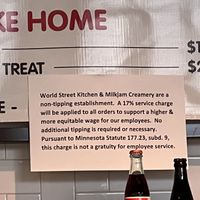 KE HOME
$1
TREAT
$2
E -
World Street Kitchen & Milkjam Creamery are a
non-tipping establishment. A 17% service charge
will be applied to all orders to support a higher &
more equitable wage for our employees. No
additional tipping is required or necessary.
Pursuant to Minnesota Statute 177.23, subd. 9,
this charge is not a gratuity for employee service.